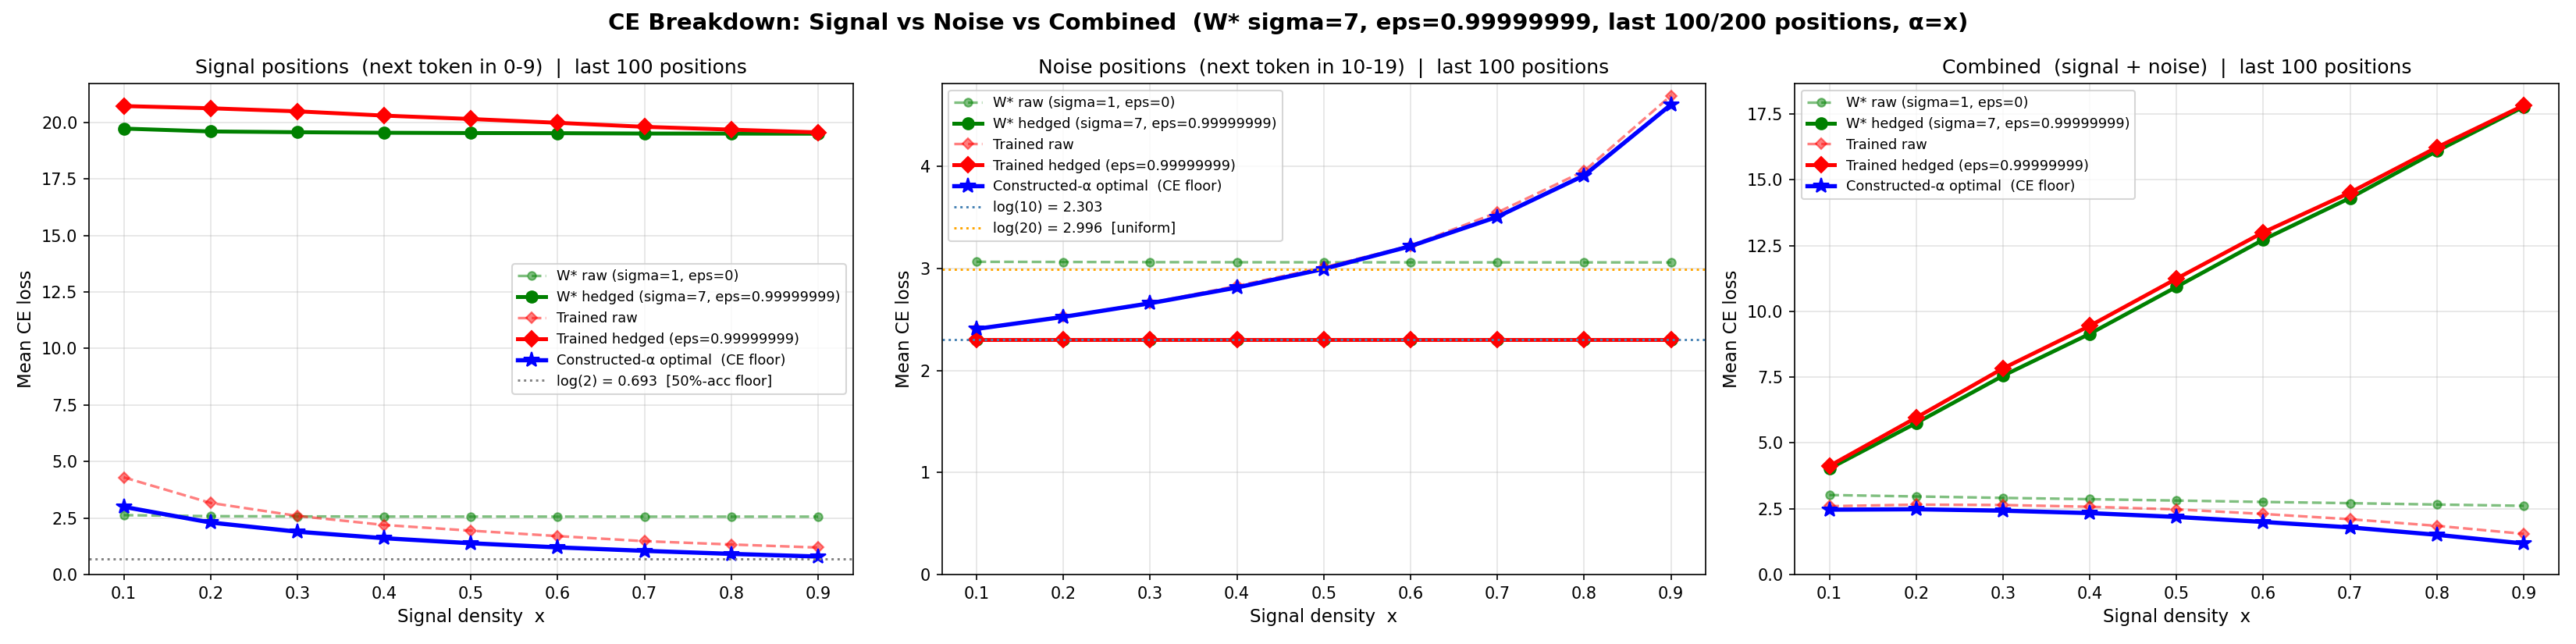 CE Breakdown: Signal vs Noise vs Combined  (W* sigma=7, eps=0.99999999, last 100/200 positions, α=x)
Signal positions  (next token in 0-9)  |  last 100 positions
Mean CE loss
20.0
17.5
15.0
12.5
10.0
7.5
5.0
2.5
0.0
W* raw (sigma=1, eps=0)
W* hedged (sigma=7, eps=0.99999999)
Trained raw
Trained hedged (eps=0.99999999)
Constructed-α optimal  (CE floor)
log(2) = 0.693  [50%-acc floor]
0.1 0.2 0.3 0.4 0.5 0.6 0.7 0.8 0.9
Signal density  x
Noise positions  (next token in 10-19)  |  last 100 positions
Mean CE loss
4
3
2
1
0
W* raw (sigma=1, eps=0)
W* hedged (sigma=7, eps=0.99999999)
Trained raw
Trained hedged (eps=0.99999999)
Constructed-α optimal  (CE floor)
log(10) = 2.303
log(20) = 2.996  [uniform]
0.1 0.2 0.3 0.4 0.5 0.6 0.7 0.8 0.9
Signal density  x
Combined  (signal + noise)  |  last 100 positions
Mean CE loss
17.5
15.0
12.5
10.0
7.5
5.0
2.5
0.0
W* raw (sigma=1, eps=0)
W* hedged (sigma=7, eps=0.99999999)
Trained raw
Trained hedged (eps=0.99999999)
Constructed-α optimal  (CE floor)
0.1 0.2 0.3 0.4 0.5 0.6 0.7 0.8 0.9
Signal density  x